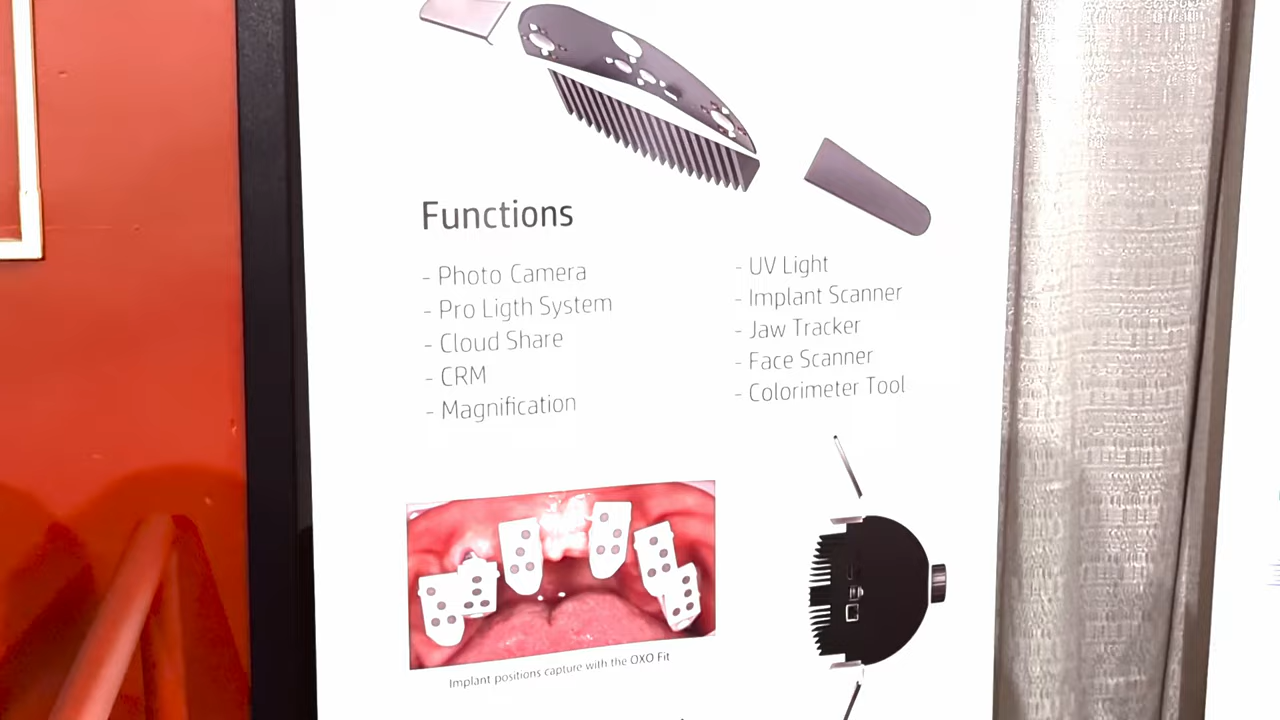 Functions
- Photo Camera
- Pro Ligth System
- Cloud Share
- CRM
- Magnification
- UV Light
- Implant Scanner
- Jaw Tracker
- Face Scanner
- Colorimeter Tool
Implant positions capture with the OXO Fit